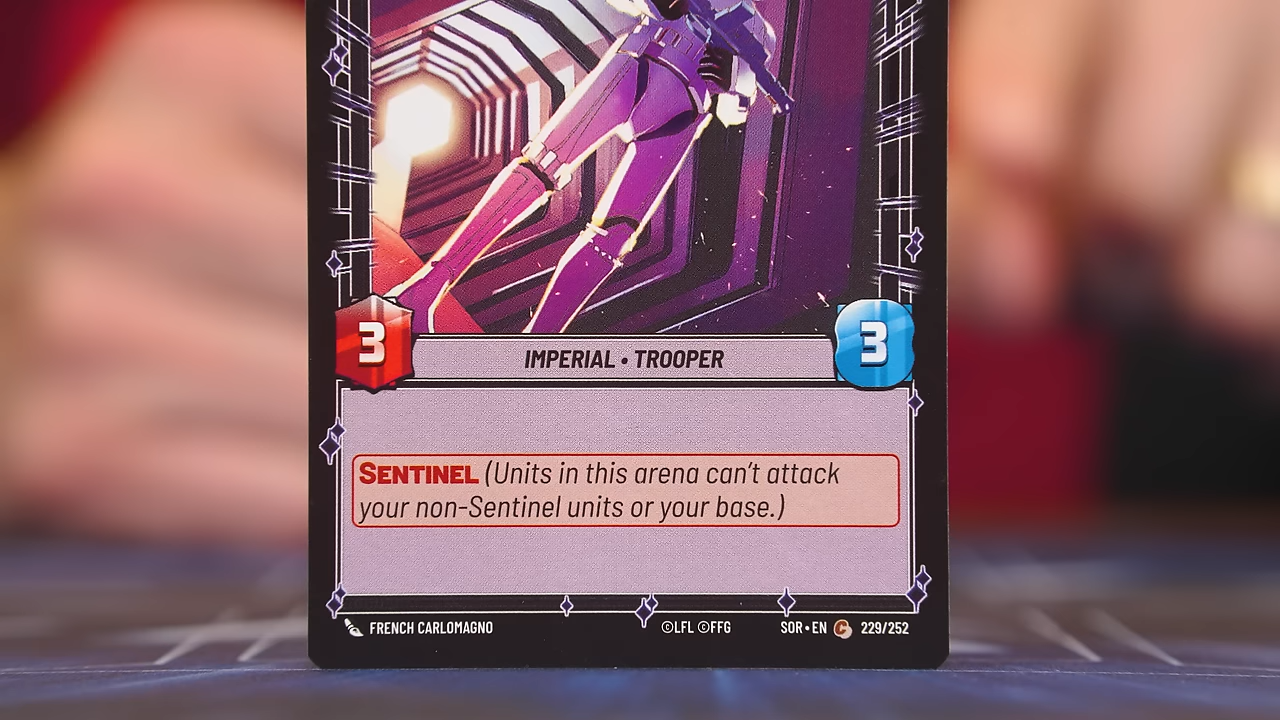 3
IMPERIAL • TROOPER
3
SENTINEL (Units in this arena can't attack
your non-Sentinel units or your base.)
FRENCH CARLOMAGNO
©LFL ©FFG
SOR • EN C 229/252